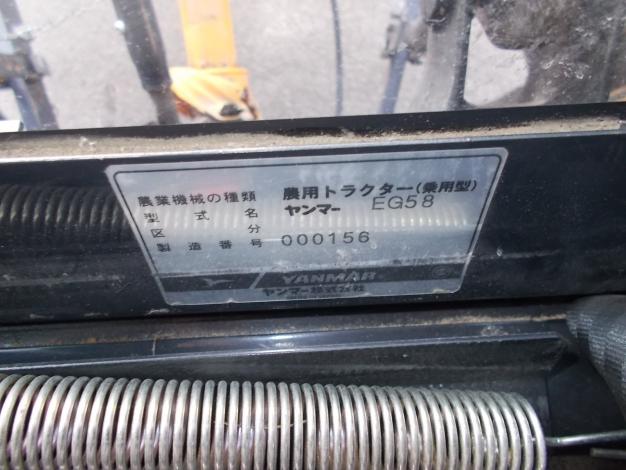 農業機械の種類 農用トラクター(乗用型)
型式名 ヤンマー EG58
区分
製造番号 000156
YANMAR
ヤンマー株式会社